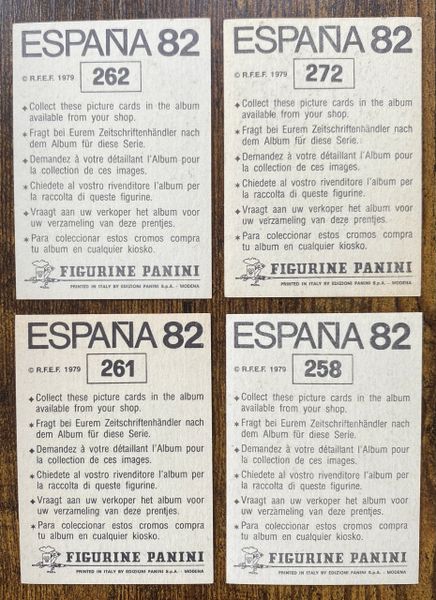 ESPAÑA 82
© R.F.E.F. 1979 262
Collect these picture cards in the album
available from your shop.
Fragt bei Eurem Zeitschriftenhändler nach
dem Album für diese Serie.
Demandez à votre détaillant l'Album pour
la collection de ces images.
Chiedete al vostro rivenditore l'album per
la raccolta di queste figurine.
Vraagt aan uw verkoper het album voor
uw verzameling van deze prentjes.
Para coleccionar estos cromos compra
tu album en cualquier kiosko.
FIGURINE PANINI
PRINTED IN ITALY BY EDIZIONI PANINI S.p.A. - MODENA
ESPAÑA 82
© R.F.E.F. 1979 272
Collect these picture cards in the album
available from your shop.
Fragt bei Eurem Zeitschriftenhändler nach
dem Album für diese Serie.
Demandez à votre détaillant l'Album pour
la collection de ces images.
Chiedete al vostro rivenditore l'album per
la raccolta di queste figurine.
Vraagt aan uw verkoper het album voor
uw verzameling van deze prentjes.
Para coleccionar estos cromos compra
tu album en cualquier kiosko.
FIGURINE PANINI
PRINTED IN ITALY BY EDIZIONI PANINI S.p.A. - MODENA
ESPAÑA 82
© R.F.E.F. 1979 261
Collect these picture cards in the album
available from your shop.
Fragt bei Eurem Zeitschriftenhändler nach
dem Album für diese Serie.
Demandez à votre détaillant l'Album pour
la collection de ces images.
Chiedete al vostro rivenditore l'album per
la raccolta di queste figurine.
Vraagt aan uw verkoper het album voor
uw verzameling van deze prentjes.
Para coleccionar estos cromos compra
tu album en cualquier kiosko.
FIGURINE PANINI
PRINTED IN ITALY BY EDIZIONI PANINI S.p.A. - MODENA
ESPAÑA 82
© R.F.E.F. 1979 258
Collect these picture cards in the album
available from your shop.
Fragt bei Eurem Zeitschriftenhändler nach
dem Album für diese Serie.
Demandez à votre détaillant l'Album pour
la collection de ces images.
Chiedete al vostro rivenditore l'album per
la raccolta di queste figurine.
Vraagt aan uw verkoper het album voor
uw verzameling van deze prentjes.
Para coleccionar estos cromos compra
tu album en cualquier kiosko.
FIGURINE PANINI
PRINTED IN ITALY BY EDIZIONI PANINI S.p.A. - MODENA